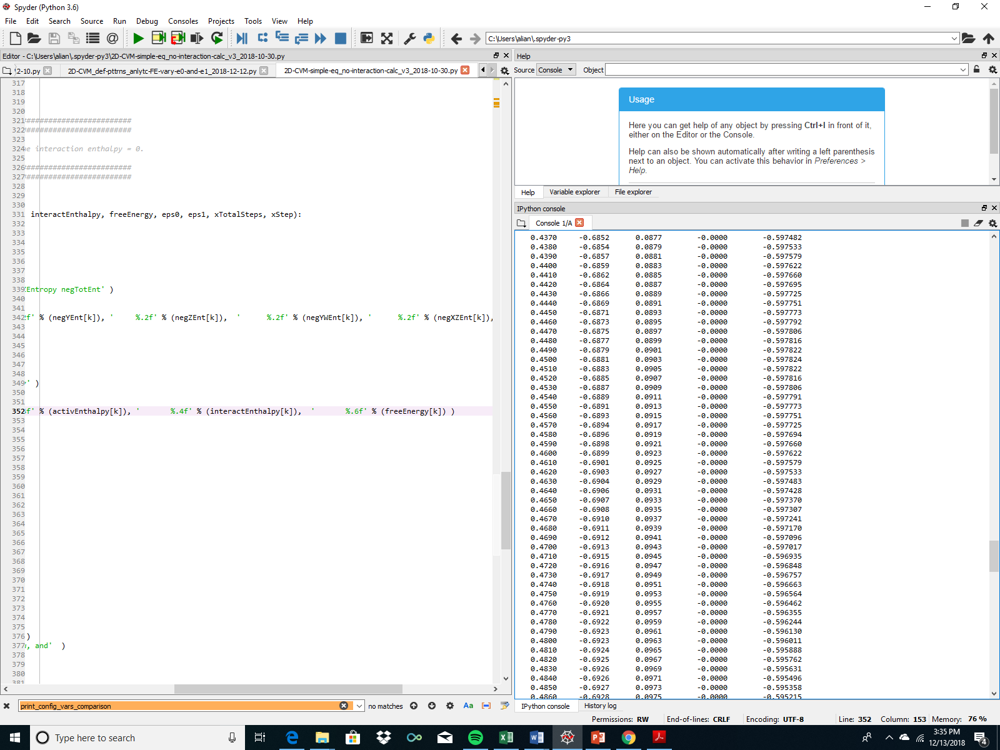 Spyder (Python 3.6)
File Edit Search Source Run Debug Consoles Projects Tools View Help
C:\Users\alian\.spyder-py3
Editor - C:\Users\alian\.spyder-py3\2D-CVM-simple-eq_no-interaction-calc_v3_2018-10-30.py
2-10.py
2D-CVM_def-pttrns_anlytc-FE-vary-e0-and-e1_2018-12-12.py
2D-CVM-simple-eq_no-interaction-calc_v3_2018-10-30.py
317
318
319
320
321 ########################
322 ########################
323
324 e interaction enthalpy = 0.
325
326 ########################
327 ########################
328
329
330
331 interactEnthalpy, freeEnergy, eps0, eps1, xTotalSteps, xStep):
332
333
334
335
336
337
338
339 Entropy negTotEnt' )
340
341
342 f' % (negYEnt[k]), '     %.2f' % (negZEnt[k]),  '      %.2f' % (negYWEnt[k]), '      %.2f' % (negXZEnt[k]),
343
344
345
346
347
348
349 ' )
350
351
352 f' % (activEnthalpy[k]), '       %.4f' % (interactEnthalpy[k]),  '       %.6f' % (freeEnergy[k]) )
353
354
355
356
357
358
359
360
361
362
363
364
365
366
367
368
369
370
371
372
373
374
375
376 )
377 , and'  )
378
379
380
381
print_config_vars_comparison
no matches
Aa
Help
Source Console Object
Usage
Here you can get help of any object by pressing Ctrl+I in front of it,
either on the Editor or the Console.
Help can also be shown automatically after writing a left parenthesis
next to an object. You can activate this behavior in Preferences >
Help.
Help Variable explorer File explorer
IPython console
Console 1/A
0.4370 -0.6852 0.0877 -0.0000 -0.597482
0.4380 -0.6854 0.0879 -0.0000 -0.597533
0.4390 -0.6857 0.0881 -0.0000 -0.597579
0.4400 -0.6859 0.0883 -0.0000 -0.597622
0.4410 -0.6862 0.0885 -0.0000 -0.597660
0.4420 -0.6864 0.0887 -0.0000 -0.597695
0.4430 -0.6866 0.0889 -0.0000 -0.597725
0.4440 -0.6869 0.0891 -0.0000 -0.597751
0.4450 -0.6871 0.0893 -0.0000 -0.597773
0.4460 -0.6873 0.0895 -0.0000 -0.597792
0.4470 -0.6875 0.0897 -0.0000 -0.597806
0.4480 -0.6877 0.0899 -0.0000 -0.597816
0.4490 -0.6879 0.0901 -0.0000 -0.597822
0.4500 -0.6881 0.0903 -0.0000 -0.597824
0.4510 -0.6883 0.0905 -0.0000 -0.597822
0.4520 -0.6885 0.0907 -0.0000 -0.597816
0.4530 -0.6887 0.0909 -0.0000 -0.597806
0.4540 -0.6889 0.0911 -0.0000 -0.597791
0.4550 -0.6891 0.0913 -0.0000 -0.597773
0.4560 -0.6893 0.0915 -0.0000 -0.597751
0.4570 -0.6894 0.0917 -0.0000 -0.597725
0.4580 -0.6896 0.0919 -0.0000 -0.597694
0.4590 -0.6898 0.0921 -0.0000 -0.597660
0.4600 -0.6899 0.0923 -0.0000 -0.597622
0.4610 -0.6901 0.0925 -0.0000 -0.597579
0.4620 -0.6903 0.0927 -0.0000 -0.597533
0.4630 -0.6904 0.0929 -0.0000 -0.597483
0.4640 -0.6906 0.0931 -0.0000 -0.597428
0.4650 -0.6907 0.0933 -0.0000 -0.597370
0.4660 -0.6908 0.0935 -0.0000 -0.597307
0.4670 -0.6910 0.0937 -0.0000 -0.597241
0.4680 -0.6911 0.0939 -0.0000 -0.597170
0.4690 -0.6912 0.0941 -0.0000 -0.597096
0.4700 -0.6913 0.0943 -0.0000 -0.597017
0.4710 -0.6915 0.0945 -0.0000 -0.596935
0.4720 -0.6916 0.0947 -0.0000 -0.596848
0.4730 -0.6917 0.0949 -0.0000 -0.596757
0.4740 -0.6918 0.0951 -0.0000 -0.596663
0.4750 -0.6919 0.0953 -0.0000 -0.596564
0.4760 -0.6920 0.0955 -0.0000 -0.596462
0.4770 -0.6921 0.0957 -0.0000 -0.596355
0.4780 -0.6922 0.0959 -0.0000 -0.596244
0.4790 -0.6923 0.0961 -0.0000 -0.596130
0.4800 -0.6923 0.0963 -0.0000 -0.596011
0.4810 -0.6924 0.0965 -0.0000 -0.595888
0.4820 -0.6925 0.0967 -0.0000 -0.595762
0.4830 -0.6926 0.0969 -0.0000 -0.595631
0.4840 -0.6926 0.0971 -0.0000 -0.595496
0.4850 -0.6927 0.0973 -0.0000 -0.595358
0.4860 -0.6928 0.0975 -0.0000 -0.595215
IPython console History log
Permissions: RW End-of-lines: CRLF Encoding: UTF-8 Line: 352 Column: 153 Memory: 76 %
Type here to search
3:35 PM
12/13/2018
4